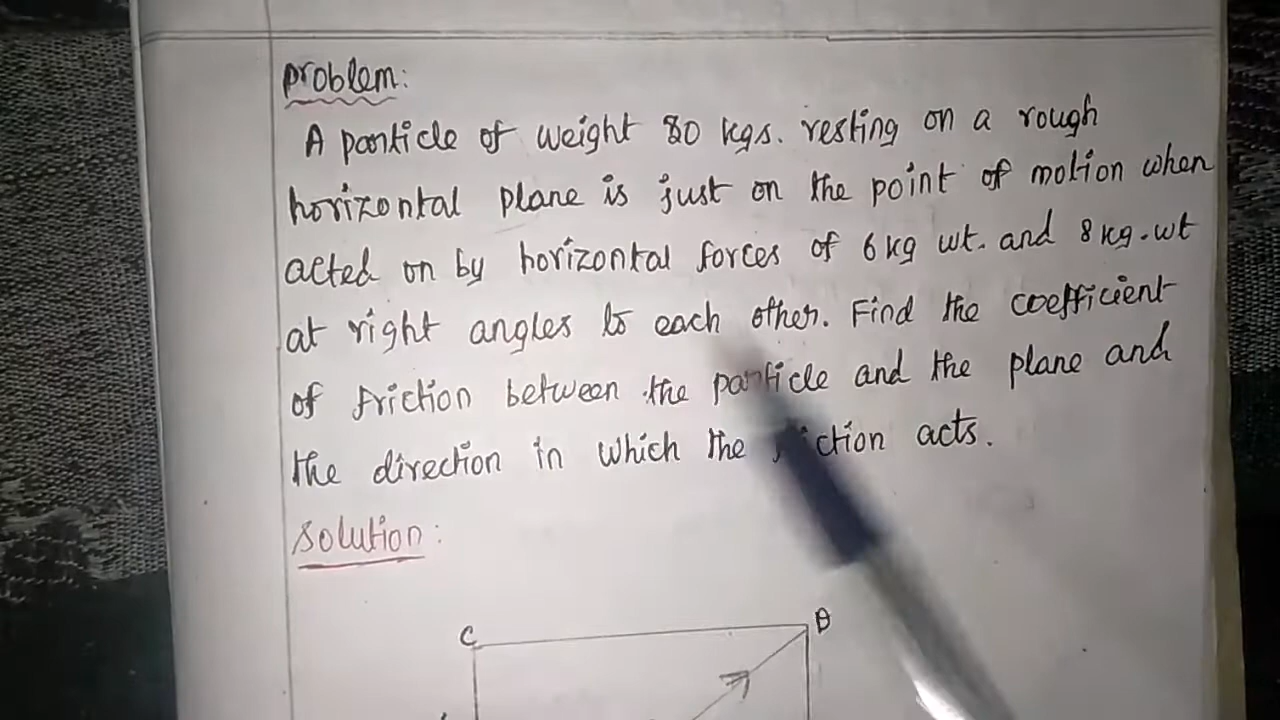 problem:
A particle of weight 80 kgs. resting on a rough
horizontal plane is just on the point of motion when
acted on by horizontal forces of 6 kg wt. and 8 kg.wt
at right angles to each other. Find the coefficient
of friction between the particle and the plane and
the direction in which the acts.
Solution:
C B